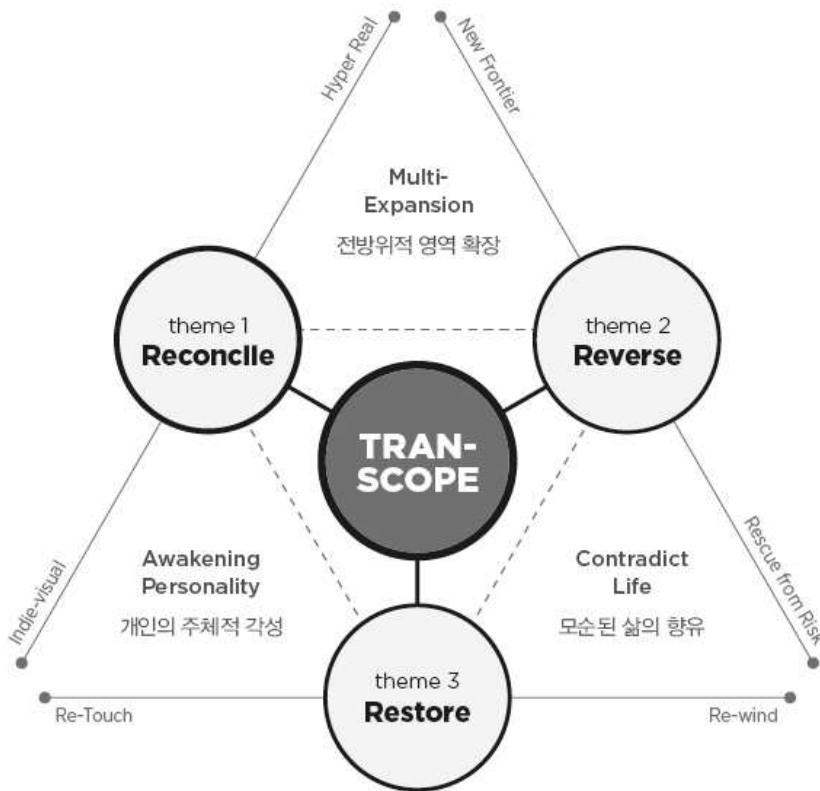 Hyper Real
New Frontier
Multi-
Expansion
전방위적 영역 확장
theme 1
Reconcile
theme 2
Reverse
TRAN-
SCOPE
Indie-visual
Awakening
Personality
개인의 주체적 각성
Contradict
Life
모순된 삶의 향유
Rescue from Risk
theme 3
Restore
Re-Touch
Re-wind